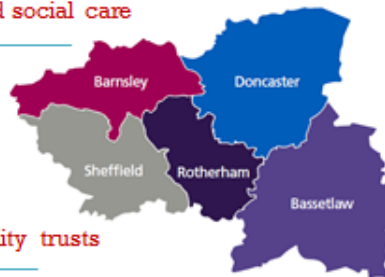 social care
Barnsley
Doncaster
Sheffield
Rotherham
Bassetlaw
ity trusts